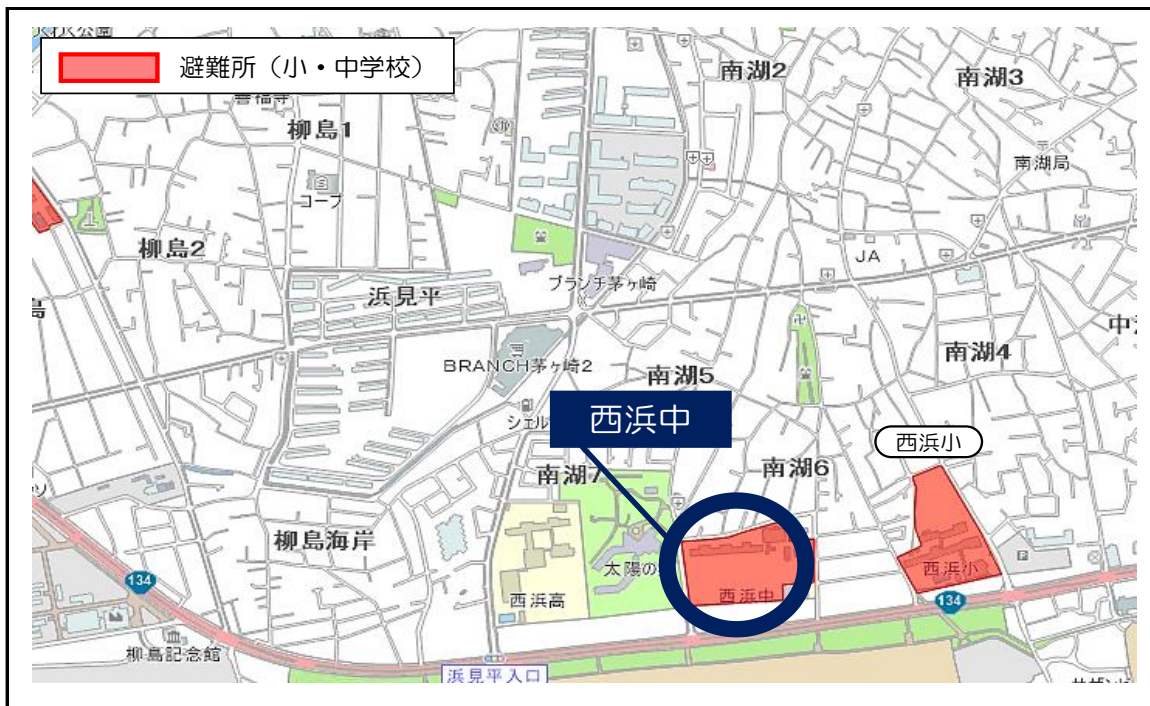 避難所（小・中学校）
南湖2
南湖3
柳島1
南湖局
コープ
柳島2
JA
ブランチ茅ヶ崎
浜見平
島
BRANCH茅ヶ崎2
南湖5
南湖4
シェル
西浜中
西浜小
南湖7
南湖6
柳島海岸
太陽の
西浜小
134
134
西浜高
西浜中
柳島記念館
浜見平入口